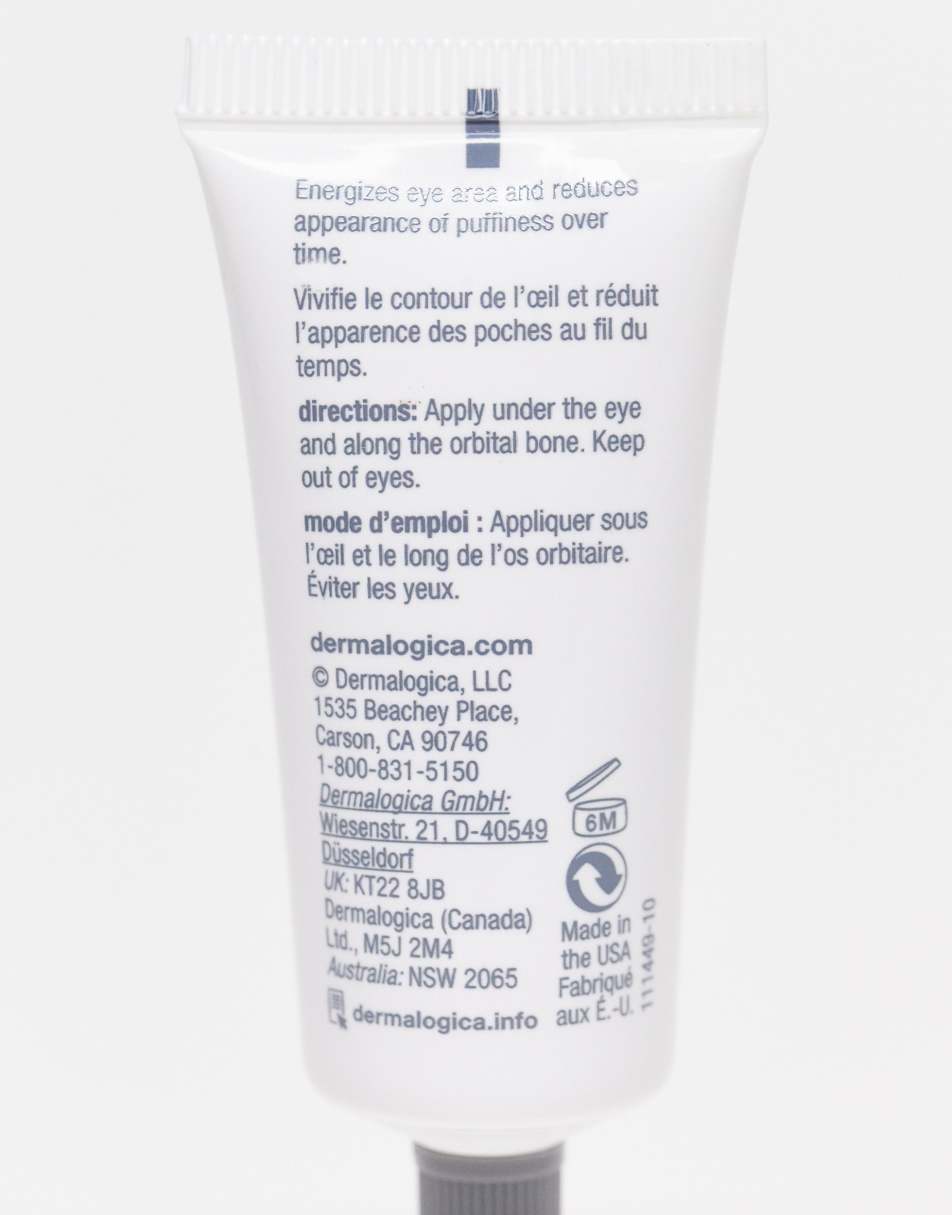 Energizes eye area and reduces
appearance of puffiness over
time.
Vivifie le contour de l'œil et réduit
l'apparence des poches au fil du
temps.
directions: Apply under the eye
and along the orbital bone. Keep
out of eyes.
mode d'emploi : Appliquer sous
l'œil et le long de l'os orbitaire.
Éviter les yeux.
dermalogica.com
© Dermalogica, LLC
1535 Beachey Place,
Carson, CA 90746
1-800-831-5150
Dermalogica GmbH:
Wiesenstr. 21, D-40549
Düsseldorf
UK: KT22 8JB
Dermalogica (Canada)
Ltd., M5J 2M4
Australia: NSW 2065
dermalogica.info
6M
Made in
the USA
Fabriqué
aux É.-U.
111449-10